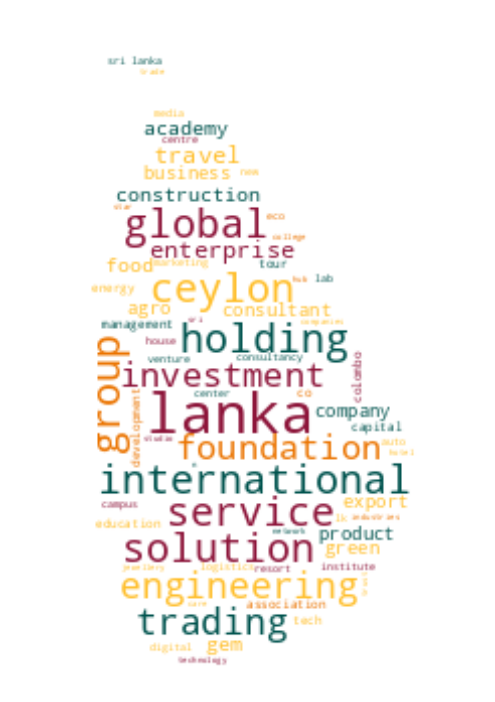 sri lanka
trade
media
academy
centre
travel
business new
construction
star
global eco
college
enterprise
food marketing tour
hub lab
energy ceylon
agro consultant
management sri companies
house holding
venture consultancy
group investment colombo
center co
development lanka company
capital
studio foundation auto
hotel
international
campus service export
lk industries
education network product
solution green
jewellery logistics resort institute
engineering
care association
trading tech
digital gem
technology